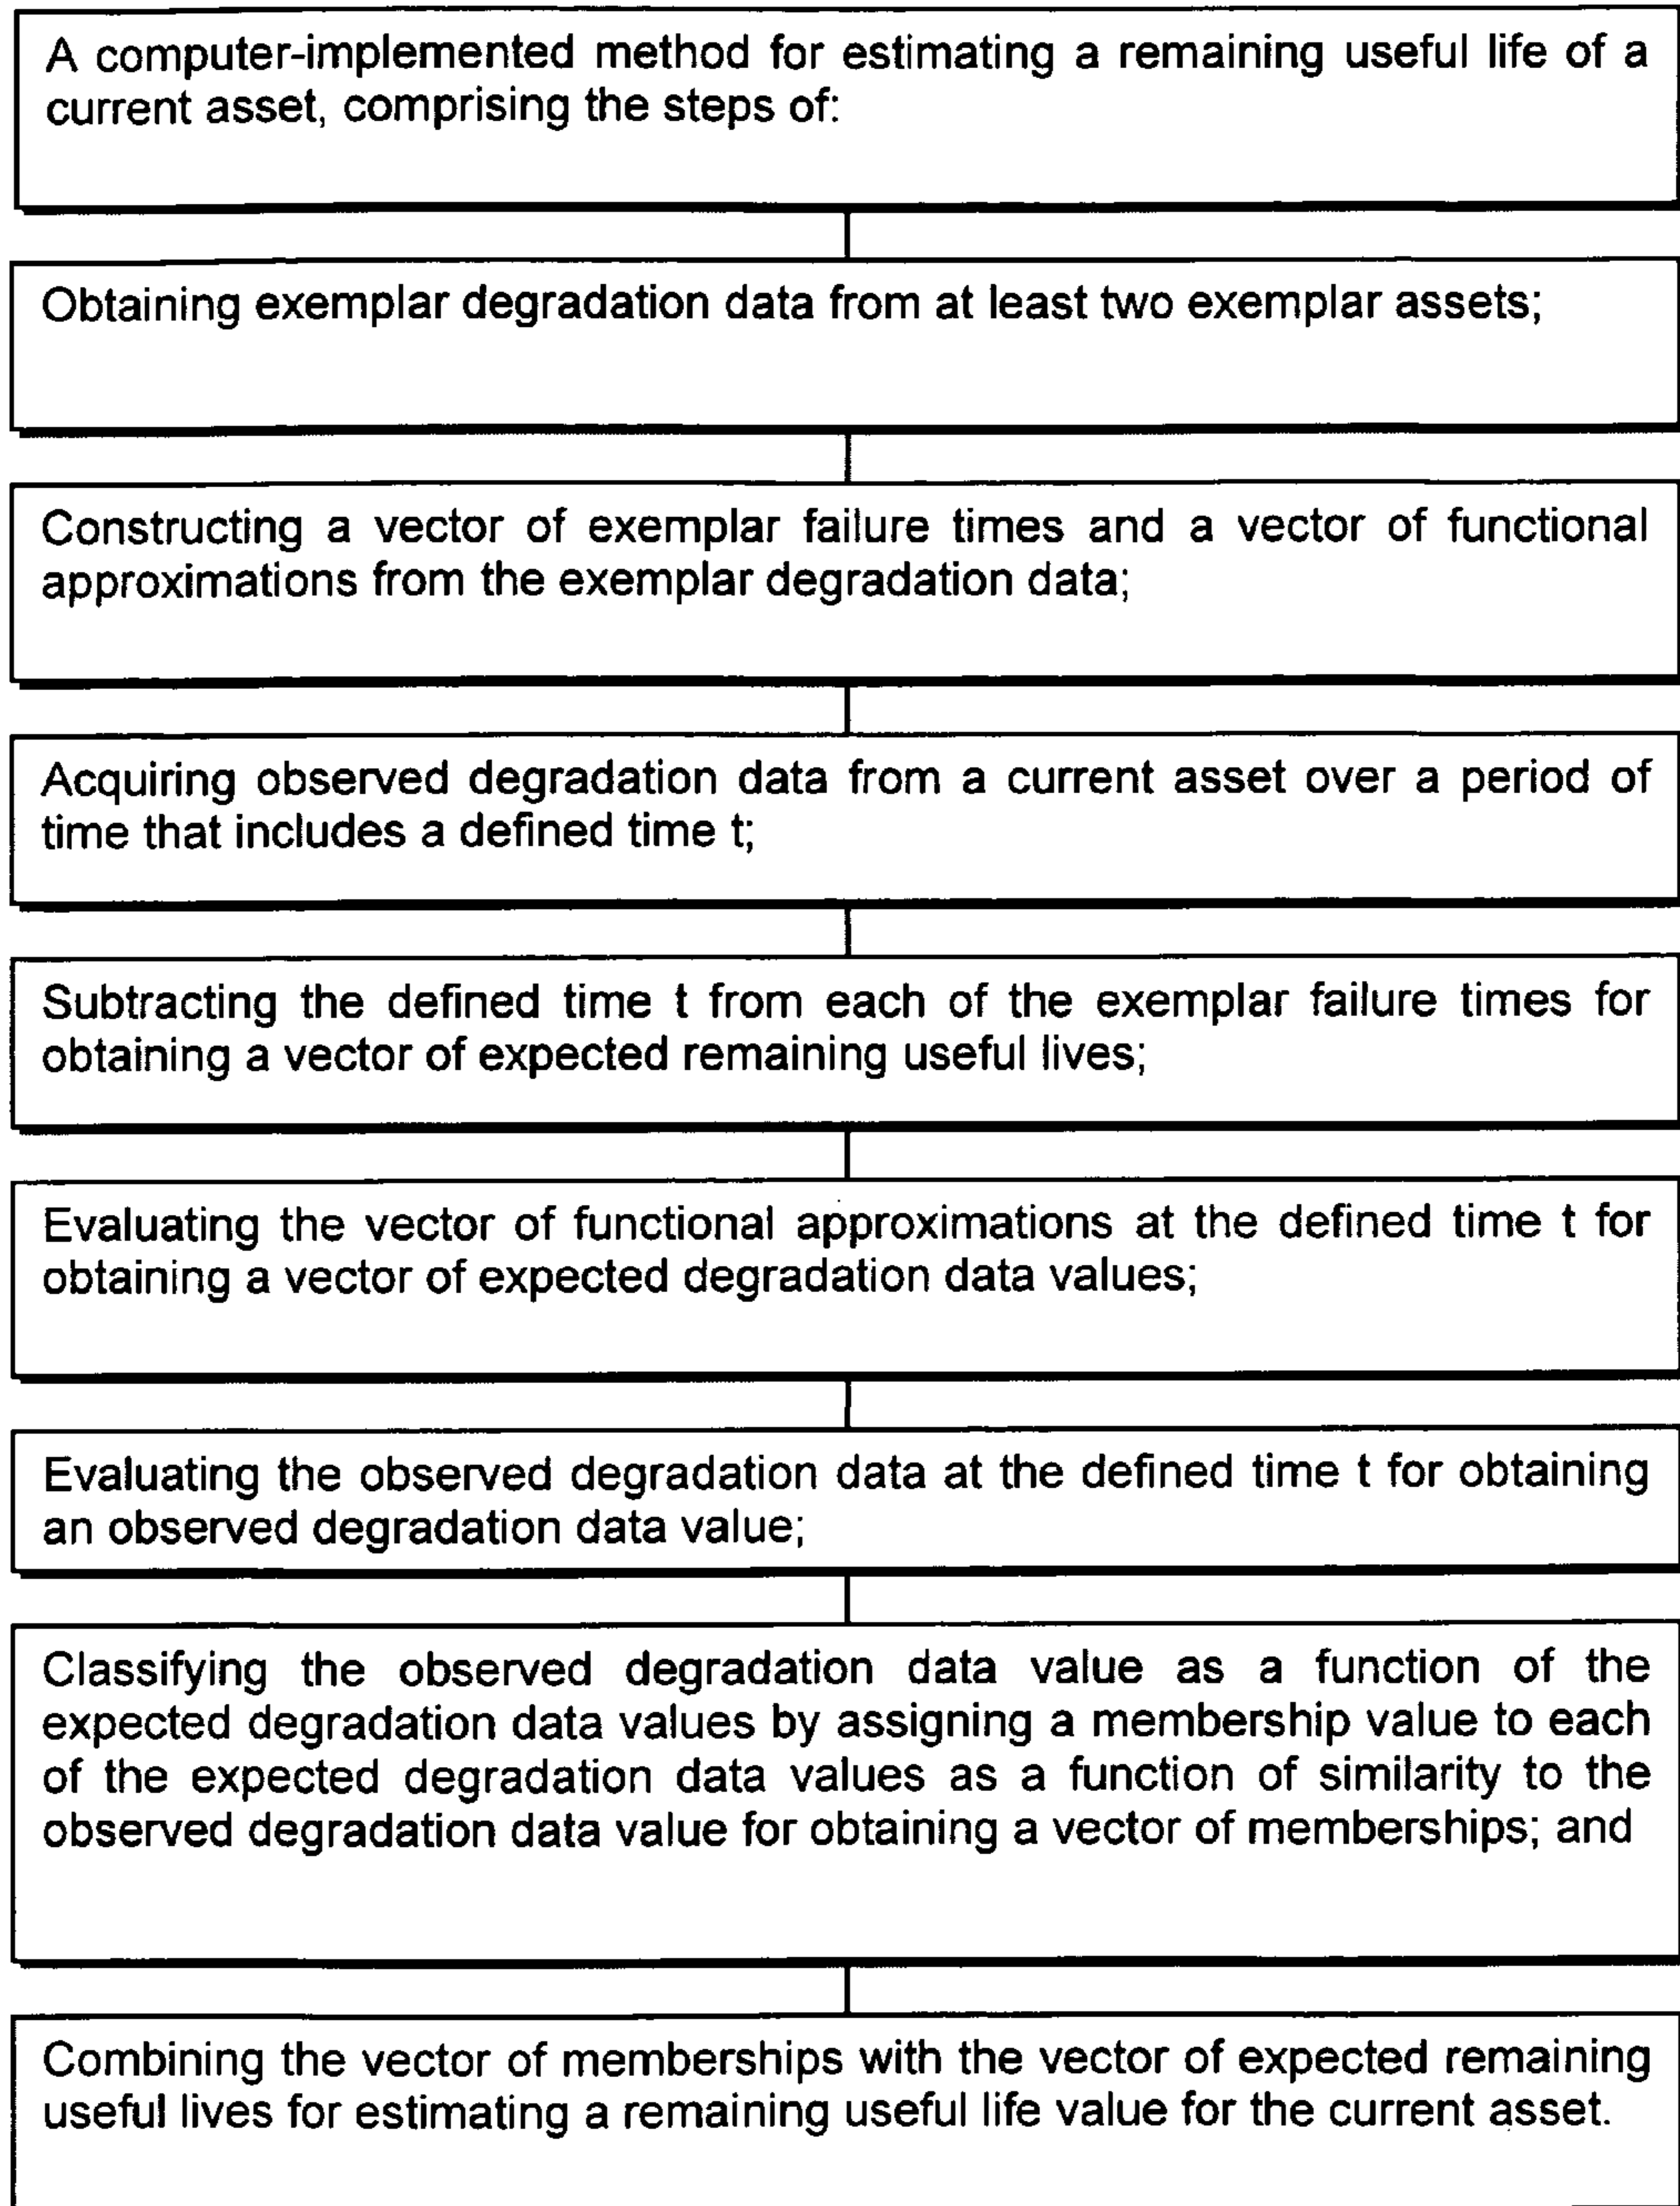 A computer-implemented method for estimating a remaining useful life of a
current asset, comprising the steps of:
Obtaining exemplar degradation data from at least two exemplar assets;
Constructing a vector of exemplar failure times and a vector of functional
approximations from the exemplar degradation data;
Acquiring observed degradation data from a current asset over a period of
time that includes a defined time t;
Subtracting the defined time t from each of the exemplar failure times for
obtaining a vector of expected remaining useful lives;
Evaluating the vector of functional approximations at the defined time t for
obtaining a vector of expected degradation data values;
Evaluating the observed degradation data at the defined time t for obtaining
an observed degradation data value;
Classifying the observed degradation data value as a function of the
expected degradation data values by assigning a membership value to each
of the expected degradation data values as a function of similarity to the
observed degradation data value for obtaining a vector of memberships; and
Combining the vector of memberships with the vector of expected remaining
useful lives for estimating a remaining useful life value for the current asset.